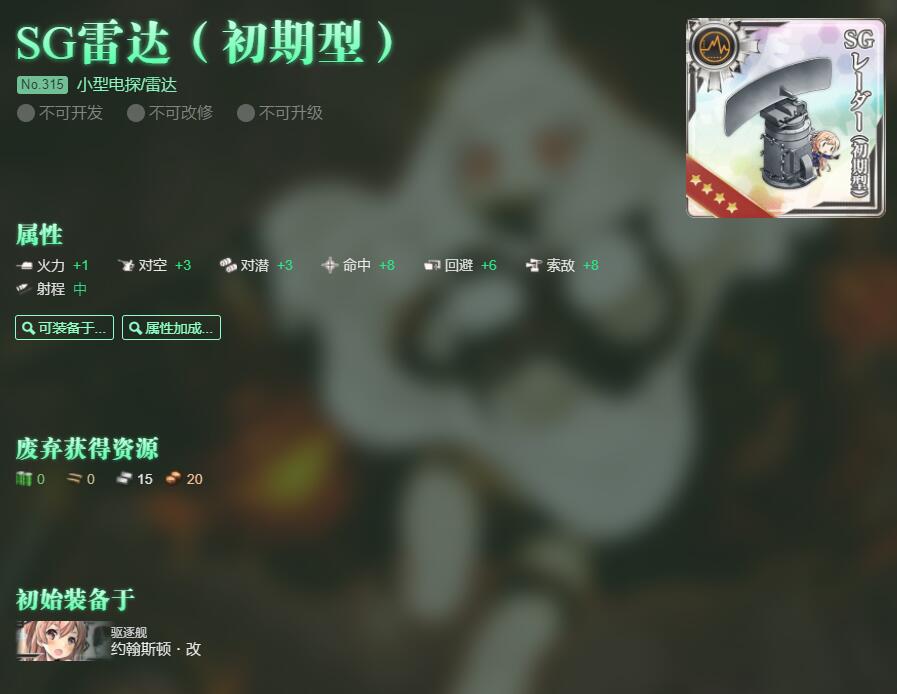 SG雷达（初期型）
No.315 小型电探/雷达
不可开发 不可改修 不可升级
SGレーダー(初期型)
属性
火力 +1 对空 +3 对潜 +3 命中 +8 回避 +6 索敌 +8
射程 中
可装备于... 属性加成...
废弃获得资源
0 0 15 20
初始装备于
驱逐舰
约翰斯顿・改